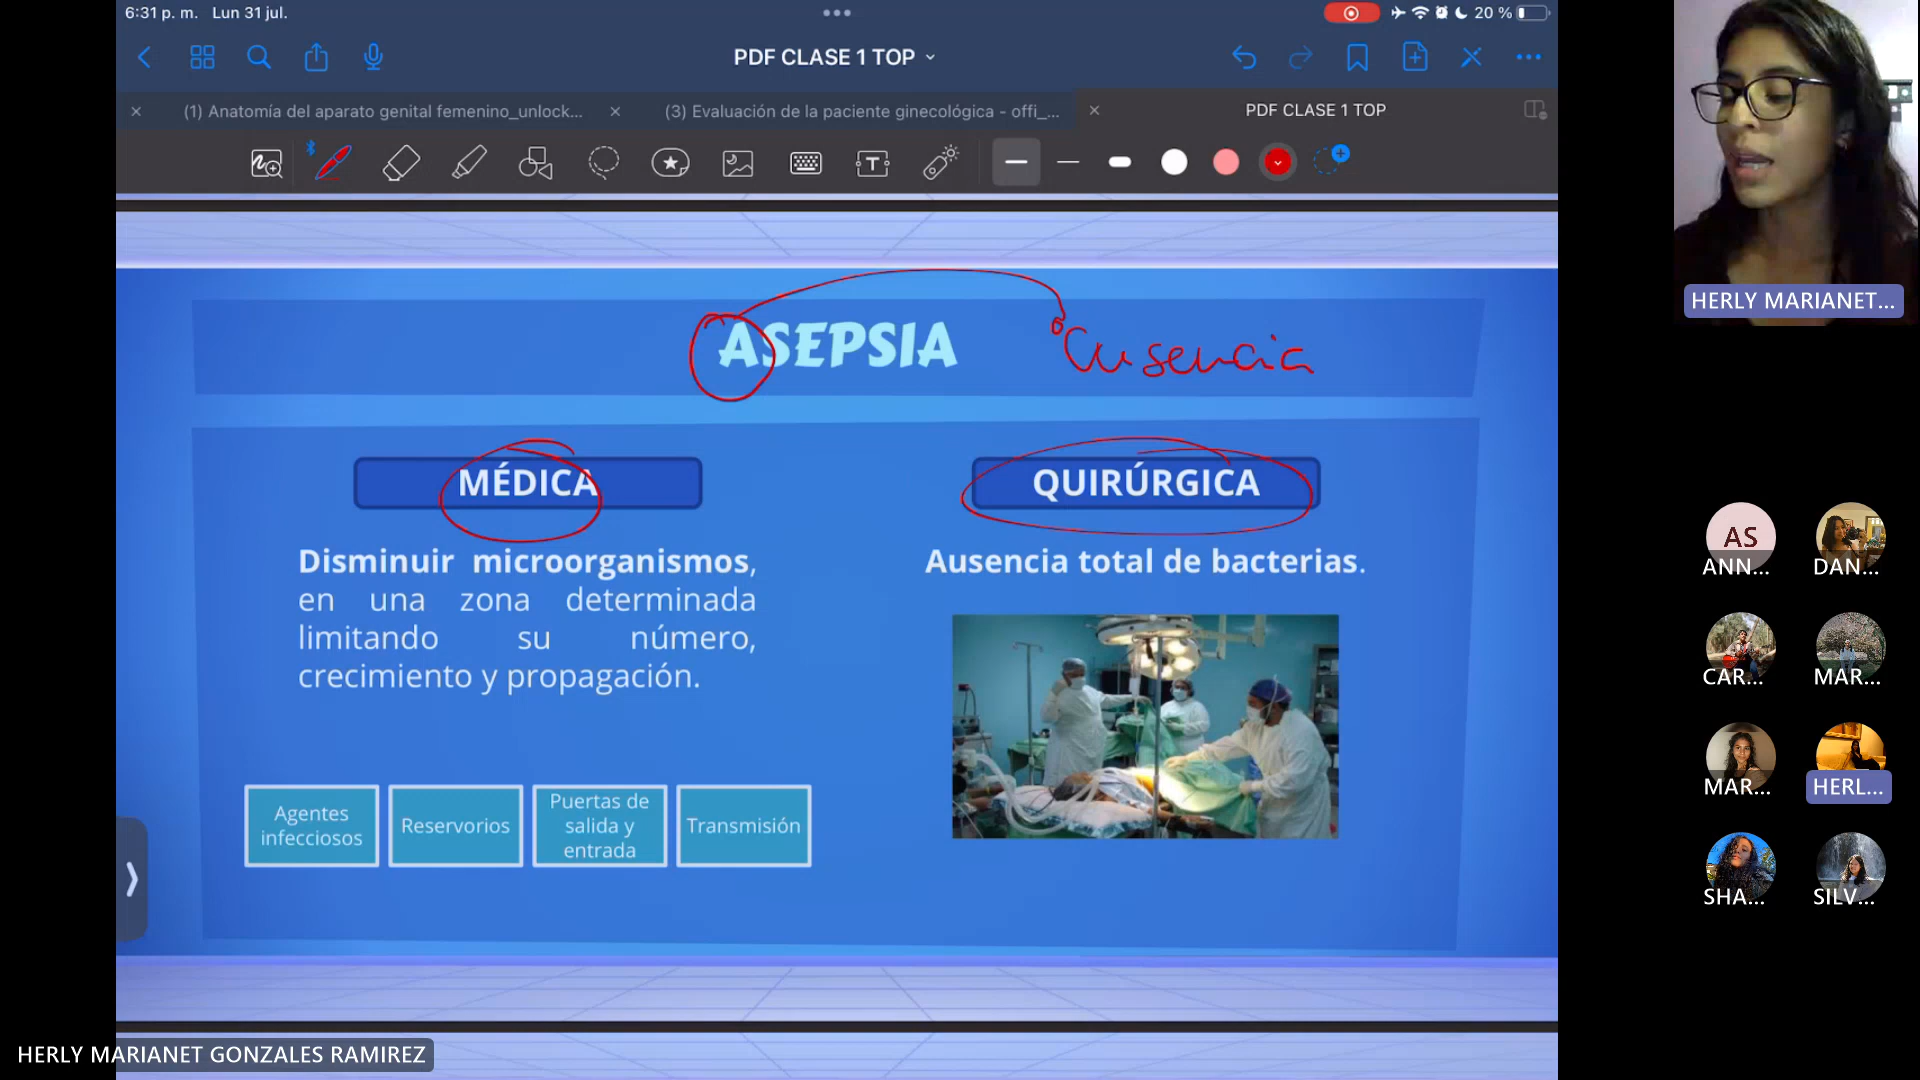 6:31 p. m. Lun 31 jul.
20 %
PDF CLASE 1 TOP
(1) Anatomía del aparato genital femenino_unlock...
(3) Evaluación de la paciente ginecológica - offi_...
PDF CLASE 1 TOP
HERLY MARIANET...
ASEPSIA
Ausencia
MÉDICA
Disminuir microorganismos,
en una zona determinada
limitando su número,
crecimiento y propagación.
Agentes
infecciosos
Reservorios
Puertas de
salida y
entrada
Transmisión
QUIRÚRGICA
Ausencia total de bacterias.
AS
ANN...
DAN...
CAR...
MAR...
MAR...
HERL...
SHA...
SILV...
HERLY MARIANET GONZALES RAMIREZ